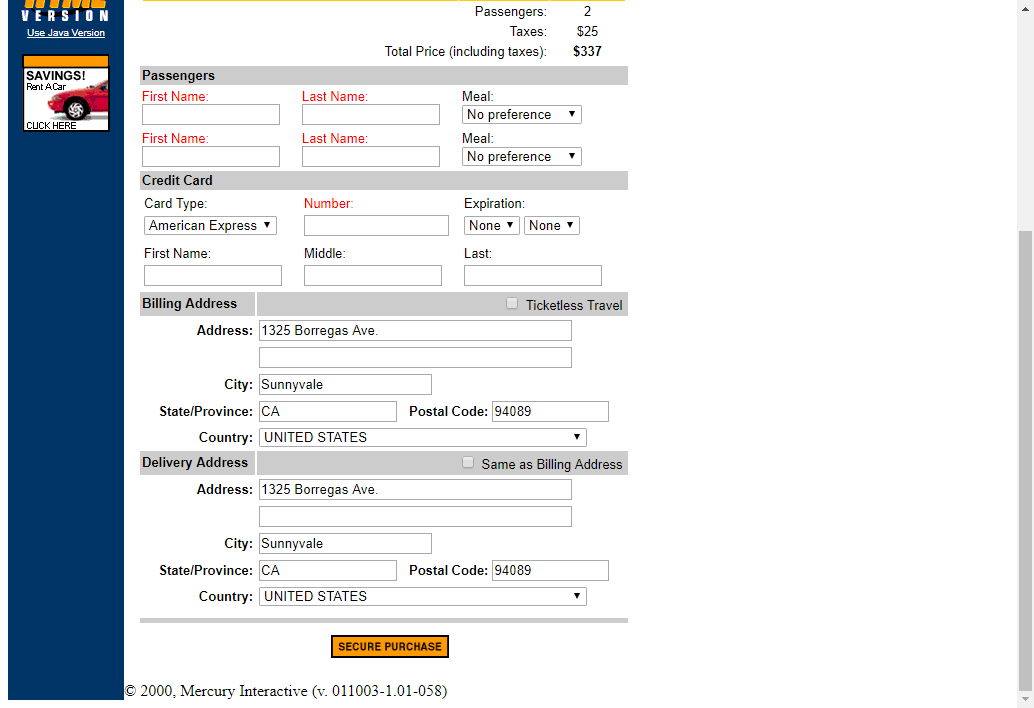 VERSION
Use Java Version
SAVINGS!
Rent A Car
CLICK HERE
Passengers: 2
Taxes: $25
Total Price (including taxes): $337
Passengers
First Name: Last Name: Meal:
No preference
First Name: Last Name: Meal:
No preference
Credit Card
Card Type: Number: Expiration:
American Express None None
First Name: Middle: Last:
Billing Address Ticketless Travel
Address: 1325 Borregas Ave.
City: Sunnyvale
State/Province: CA Postal Code: 94089
Country: UNITED STATES
Delivery Address Same as Billing Address
Address: 1325 Borregas Ave.
City: Sunnyvale
State/Province: CA Postal Code: 94089
Country: UNITED STATES
SECURE PURCHASE
© 2000, Mercury Interactive (v. 011003-1.01-058)